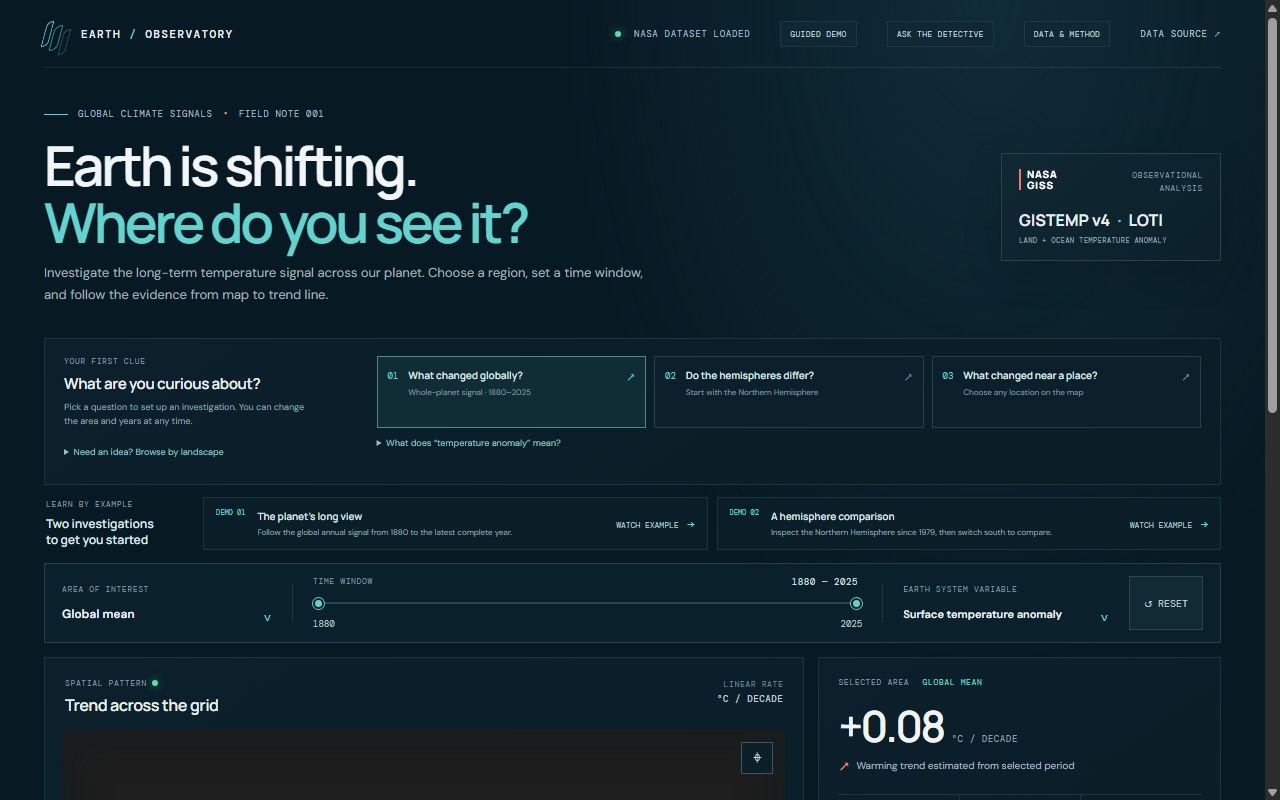 EARTH / OBSERVATORY
NASA DATASET LOADED
GUIDED DEMO
ASK THE DETECTIVE
DATA & METHOD
DATA SOURCE ↗
GLOBAL CLIMATE SIGNALS • FIELD NOTE 001
Earth is shifting.
Where do you see it?
Investigate the long-term temperature signal across our planet. Choose a region, set a time window,
and follow the evidence from map to trend line.
NASA
GISS
OBSERVATIONAL
ANALYSIS
GISTEMP v4 · LOTI
LAND + OCEAN TEMPERATURE ANOMALY
YOUR FIRST CLUE
What are you curious about?
Pick a question to set up an investigation. You can change
the area and years at any time.
▶ Need an idea? Browse by landscape
01 What changed globally? ↗
Whole-planet signal · 1880–2025
02 Do the hemispheres differ? ↗
Start with the Northern Hemisphere
03 What changed near a place? ↗
Choose any location on the map
▶ What does “temperature anomaly” mean?
LEARN BY EXAMPLE
Two investigations
to get you started
DEMO 01 The planet's long view
Follow the global annual signal from 1880 to the latest complete year.
WATCH EXAMPLE →
DEMO 02 A hemisphere comparison
Inspect the Northern Hemisphere since 1979, then switch south to compare.
WATCH EXAMPLE →
AREA OF INTEREST
Global mean
TIME WINDOW
1880 — 2025
1880
2025
EARTH SYSTEM VARIABLE
Surface temperature anomaly
↺ RESET
SPATIAL PATTERN
Trend across the grid
LINEAR RATE
°C / DECADE
SELECTED AREA GLOBAL MEAN
+0.08 °C / DECADE
↗ Warming trend estimated from selected period